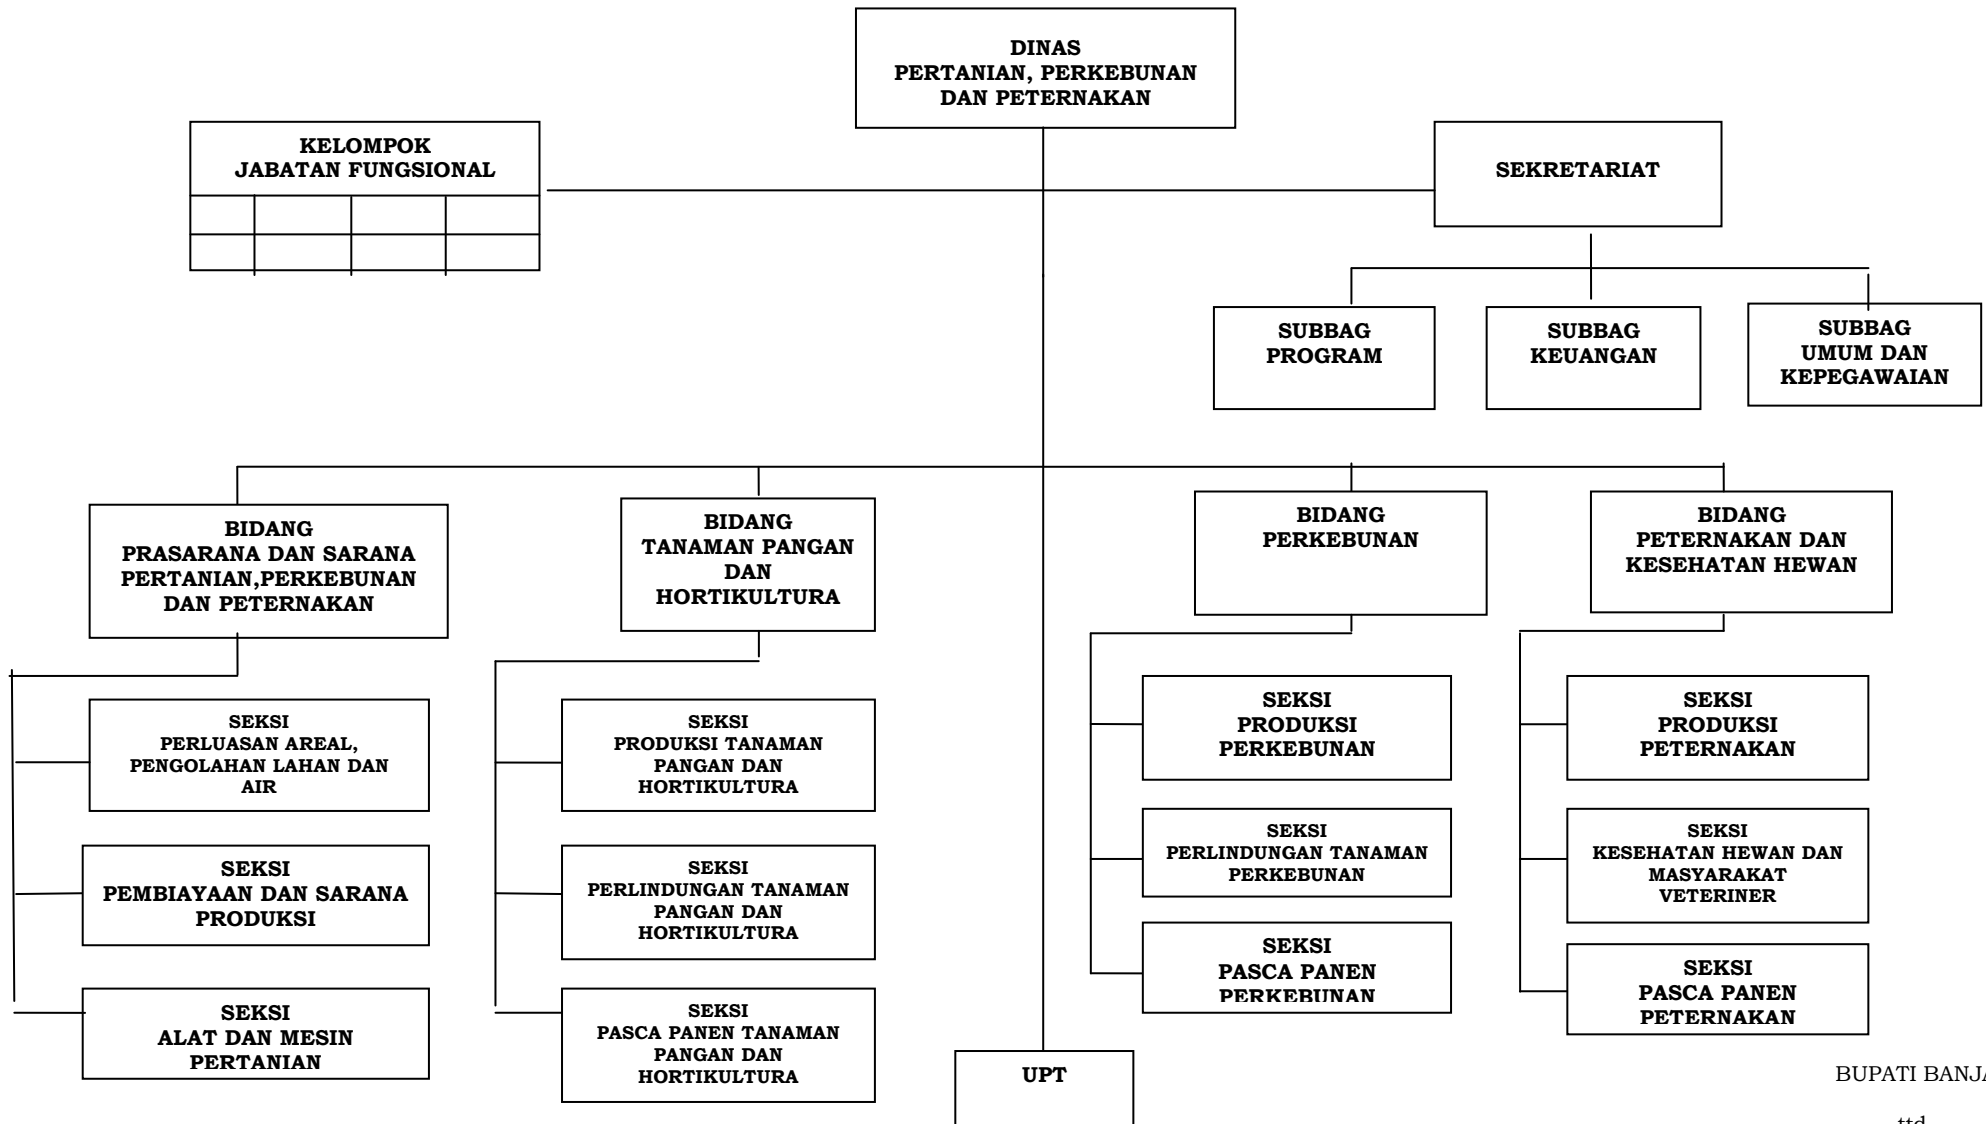 DINAS
PERTANIAN, PERKEBUNAN
DAN PETERNAKAN
KELOMPOK
JABATAN FUNGSIONAL
SEKRETARIAT
SUBBAG
PROGRAM
SUBBAG
KEUANGAN
SUBBAG
UMUM DAN
KEPEGAWAIAN
BIDANG
PRASARANA DAN SARANA
PERTANIAN,PERKEBUNAN
DAN PETERNAKAN
BIDANG
TANAMAN PANGAN
DAN
HORTIKULTURA
BIDANG
PERKEBUNAN
BIDANG
PETERNAKAN DAN
KESEHATAN HEWAN
SEKSI
PERLUASAN AREAL,
PENGOLAHAN LAHAN DAN
AIR
SEKSI
PEMBIAYAAN DAN SARANA
PRODUKSI
SEKSI
ALAT DAN MESIN
PERTANIAN
SEKSI
PRODUKSI TANAMAN
PANGAN DAN
HORTIKULTURA
SEKSI
PERLINDUNGAN TANAMAN
PANGAN DAN
HORTIKULTURA
SEKSI
PASCA PANEN TANAMAN
PANGAN DAN
HORTIKULTURA
SEKSI
PRODUKSI
PERKEBUNAN
SEKSI
PERLINDUNGAN TANAMAN
PERKEBUNAN
SEKSI
PASCA PANEN
PERKEBUNAN
SEKSI
PRODUKSI
PETERNAKAN
SEKSI
KESEHATAN HEWAN DAN
MASYARAKAT
VETERINER
SEKSI
PASCA PANEN
PETERNAKAN
UPT
BUPATI BANJA
ttd